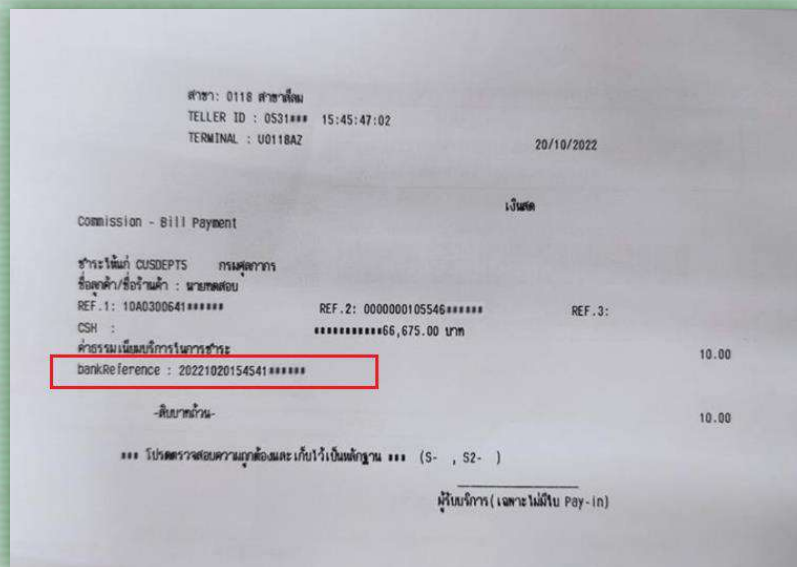 สาขา: 0118 สาขาสีลม
TELLER ID : 0531*** 15:45:47:02
TERMINAL : U0118AZ 20/10/2022
เงินสด
Commission - Bill Payment
ชำระให้แก่ CUSDEPT5 กรมศุลกากร
ชื่อลูกค้า/ชื่อร้านค้า : นายทดสอบ
REF.1: 10A0300641****** REF.2: 0000000105546****** REF.3:
CSH : ***********66,675.00 บาท
ค่าธรรมเนียมบริการในการชำระ 10.00
bankReference : 20221020154541******
-สิบบาทถ้วน- 10.00
*** โปรดตรวจสอบความถูกต้องและเก็บไว้เป็นหลักฐาน *** (S- , S2- )
ผู้รับบริการ(เฉพาะไม่มีใบ Pay-in)